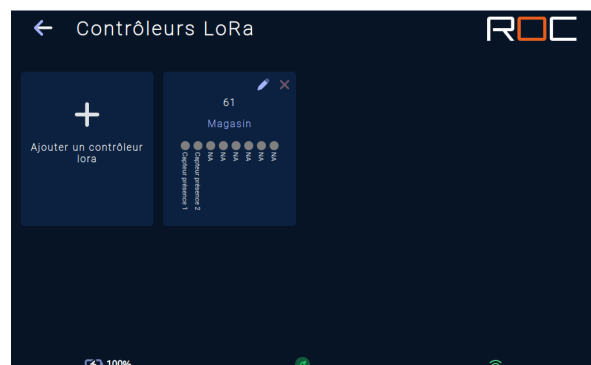 Contrôleurs LoRa
ROC
Ajouter un contrôleur
lora
61
Magasin
Capteur présence 1
Capteur présence 2
NA
NA
NA
NA
NA
NA
100%